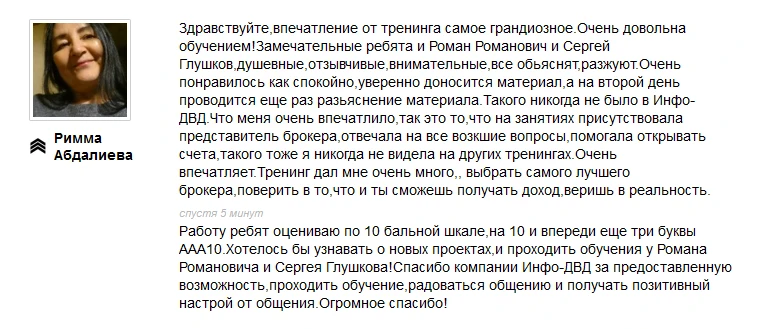 Здравствуйте,впечатление от тренинга самое грандиозное.Очень довольна
обучением!Замечательные ребята и Роман Романович и Сергей
Глушков,душевные,отзывчивые,внимательные,все обьяснят,разжуют.Очень
понравилось как спокойно,уверенно доносится материал,а на второй день
проводится еще раз разьяснение материала.Такого никогда не было в Инфо-
ДВД.Что меня очень впечатлило,так это то,что на занятиях присутствовала
представитель брокера,отвечала на все возкшие вопросы,помогала открывать
счета,такого тоже я никогда не видела на других тренингах.Очень
впечатляет.Тренинг дал мне очень много,, выбрать самого лучшего
брокера,поверить в то,что и ты сможешь получать доход,веришь в реальность.
Римма
Абдалиева
спустя 5 минут
Работу ребят оцениваю по 10 бальной шкале,на 10 и впереди еще три буквы
ААА10.Хотелось бы узнавать о новых проектах,и проходить обучения у Романа
Романовича и Сергея Глушкова!Спасибо компании Инфо-ДВД за предоставленную
возможность,проходить обучение,радоваться общению и получать позитивный
настрой от общения.Огромное спасибо!